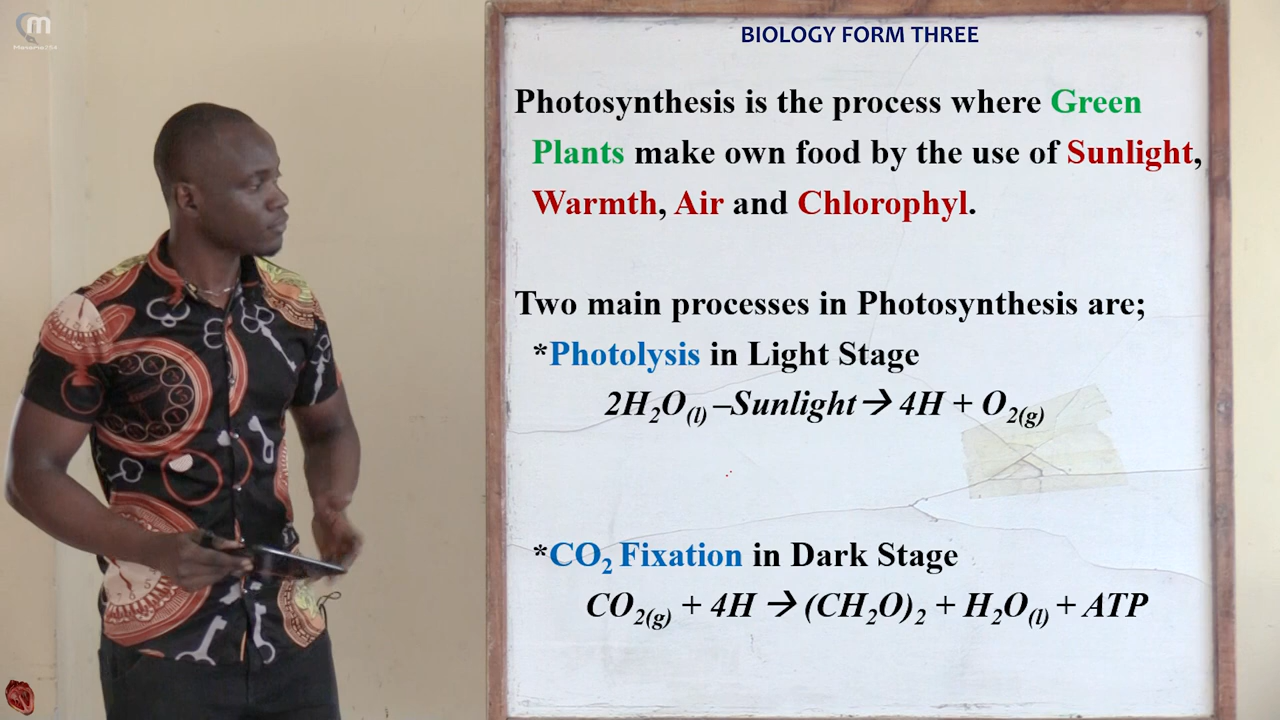 BIOLOGY FORM THREE
Photosynthesis is the process where Green
Plants make own food by the use of Sunlight,
Warmth, Air and Chlorophyl.
Two main processes in Photosynthesis are;
*Photolysis in Light Stage
2H₂O(l) –Sunlight→ 4H + O₂(g)
*CO₂ Fixation in Dark Stage
CO₂(g) + 4H → (CH₂O)₂ + H₂O(l) + ATP